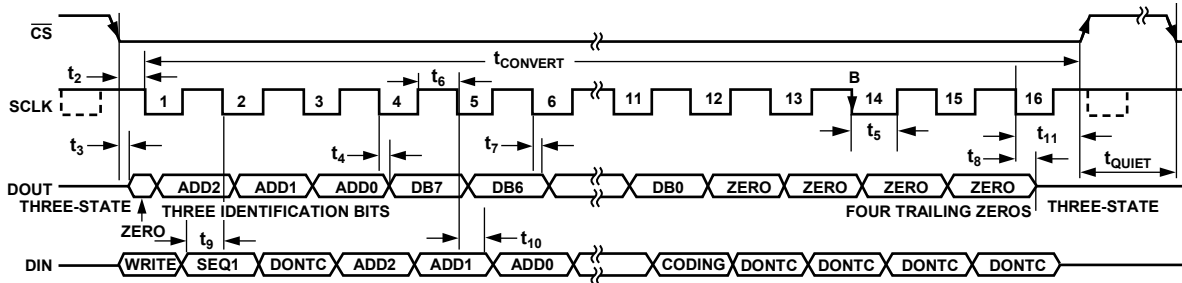 CS
t2
tCONVERT
t6
B
SCLK
1 2 3 4 5 6 11 12 13 14 15 16
t3
t4
t7
t5
t11
t8
tQUIET
DOUT
ADD2 ADD1 ADD0 DB7 DB6 DB0 ZERO ZERO ZERO ZERO
THREE-STATE
THREE IDENTIFICATION BITS
FOUR TRAILING ZEROS
THREE-STATE
ZERO
t9
t10
DIN
WRITE SEQ1 DONTC ADD2 ADD1 ADD0 CODING DONTC DONTC DONTC DONTC